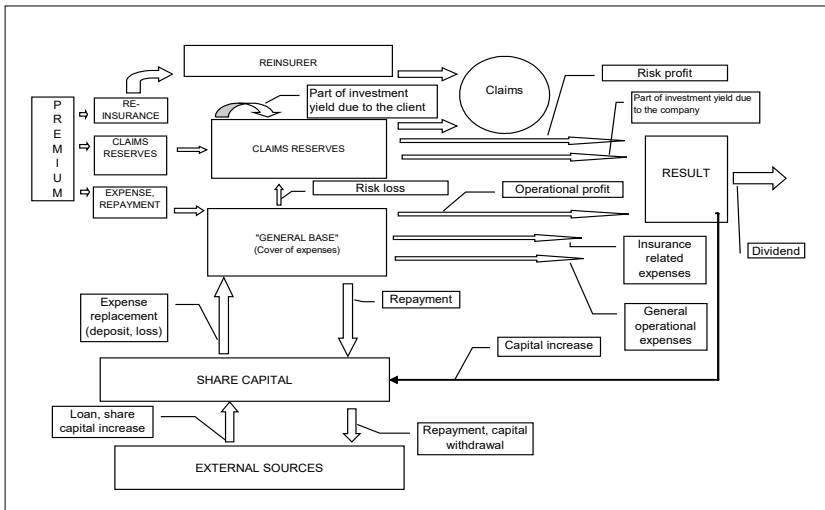 REINSURER
Claims
Risk profit
PREMIUM
RE-
INSURANCE
Part of investment
yield due to the client
Part of investment yield due
to the company
CLAIMS
RESERVES
CLAIMS RESERVES
RESULT
EXPENSE,
REPAYMENT
Risk loss
Operational profit
"GENERAL BASE"
(Cover of expenses)
Insurance
related
expenses
Dividend
Expense
replacement
(deposit, loss)
Repayment
General
operational
expenses
Capital increase
SHARE CAPITAL
Loan, share
capital increase
Repayment, capital
withdrawal
EXTERNAL SOURCES